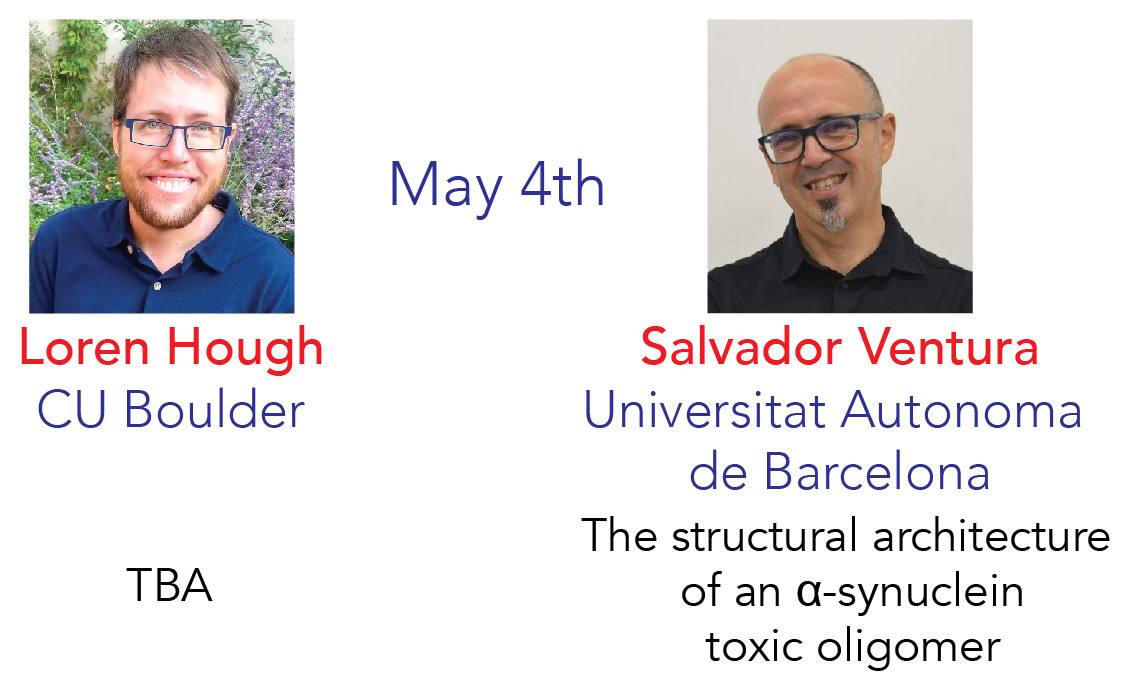 May 4th
Loren Hough
CU Boulder
TBA
Salvador Ventura
Universitat Autonoma
de Barcelona
The structural architecture
of an α-synuclein
toxic oligomer